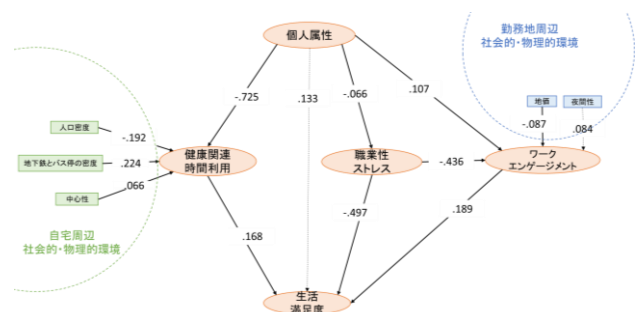 勤務地周辺
社会的・物理的環境
個人属性
-.725
.133
-.066
.107
地価
夜間性
-.087
.084
人口密度
-.192
地下鉄とバス停の密度
.224
中心性
.066
健康関連
時間利用
職業性
ストレス
-.436
ワーク
エンゲージメント
自宅周辺
社会的・物理的環境
.168
-.497
.189
生活
満足度